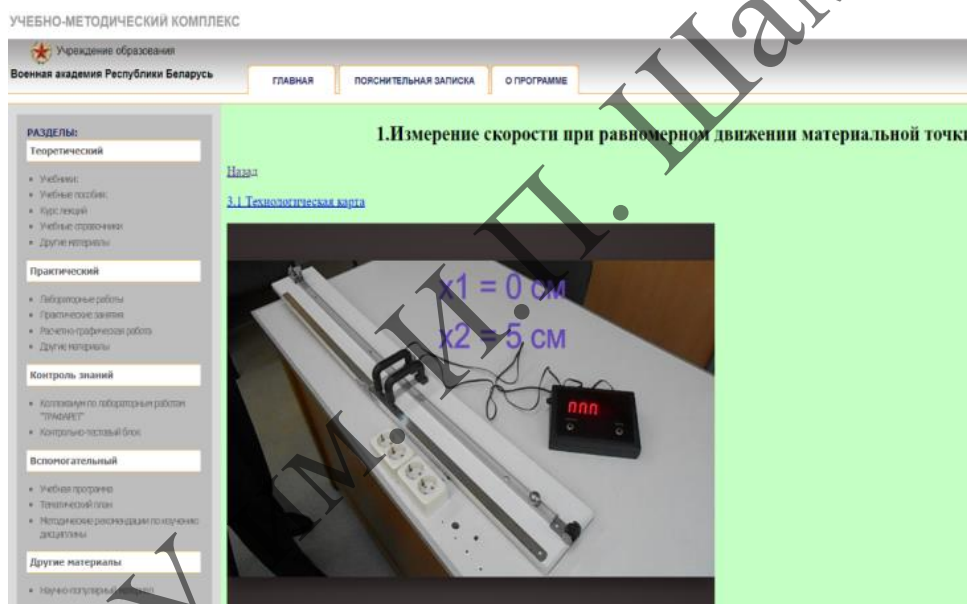 УЧЕБНО-МЕТОДИЧЕСКИЙ КОМПЛЕКС
Учреждение образования
Военная академия Республики Беларусь
ГЛАВНАЯ
ПОЯСНИТЕЛЬНАЯ ЗАПИСКА
О ПРОГРАММЕ
РАЗДЕЛЫ:
Теоретический
Учебники;
Учебные пособия;
Курс лекций
Учебные справочники
Другие материалы
Практический
Лабораторные работы
Практические занятия
Расчетно-графическая работа
Другие материалы
Контроль знаний
Коллоквиум по лабораторным работам
"ТРАФАРЕТ"
Контрольно-тестовый блок
Вспомогательный
Учебная программа
Тематический план
Методические рекомендации по изучению
дисциплины
Другие материалы
Научно-популярный
1.Измерение скорости при равномерном движении материальной точки
Назад
3.1 Технологическая карта
x1 = 0 см
x2 = 5 см
И.П.